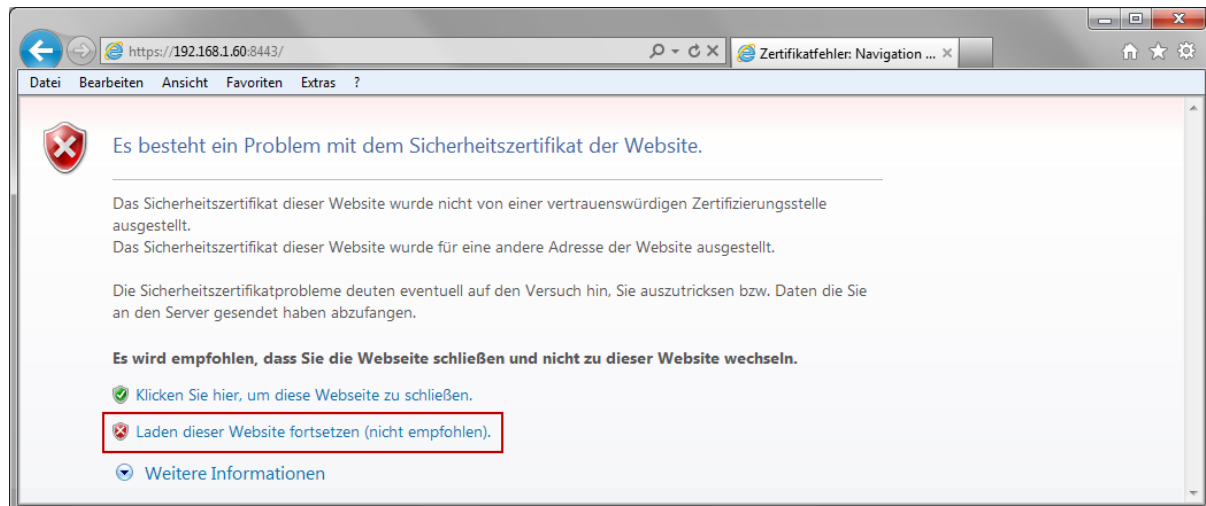 https://192.168.1.60:8443/
Zertifikatfehler: Navigation ...
Datei Bearbeiten Ansicht Favoriten Extras ?
Es besteht ein Problem mit dem Sicherheitszertifikat der Website.
Das Sicherheitszertifikat dieser Website wurde nicht von einer vertrauenswürdigen Zertifizierungsstelle
ausgestellt.
Das Sicherheitszertifikat dieser Website wurde für eine andere Adresse der Website ausgestellt.
Die Sicherheitszertifikatprobleme deuten eventuell auf den Versuch hin, Sie auszutricksen bzw. Daten die Sie
an den Server gesendet haben abzufangen.
Es wird empfohlen, dass Sie die Webseite schließen und nicht zu dieser Website wechseln.
Klicken Sie hier, um diese Webseite zu schließen.
Laden dieser Website fortsetzen (nicht empfohlen).
Weitere Informationen